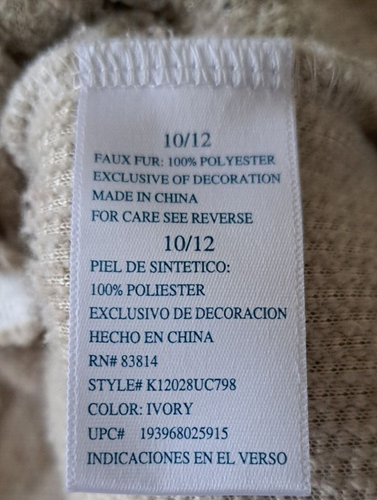 10/12
FAUX FUR: 100% POLYESTER
EXCLUSIVE OF DECORATION
MADE IN CHINA
FOR CARE SEE REVERSE
10/12
PIEL DE SINTETICO:
100% POLIESTER
EXCLUSIVO DE DECORACION
HECHO EN CHINA
RN# 83814
STYLE# K12028UC798
COLOR: IVORY
UPC# 193968025915
INDICACIONES EN EL VERSO